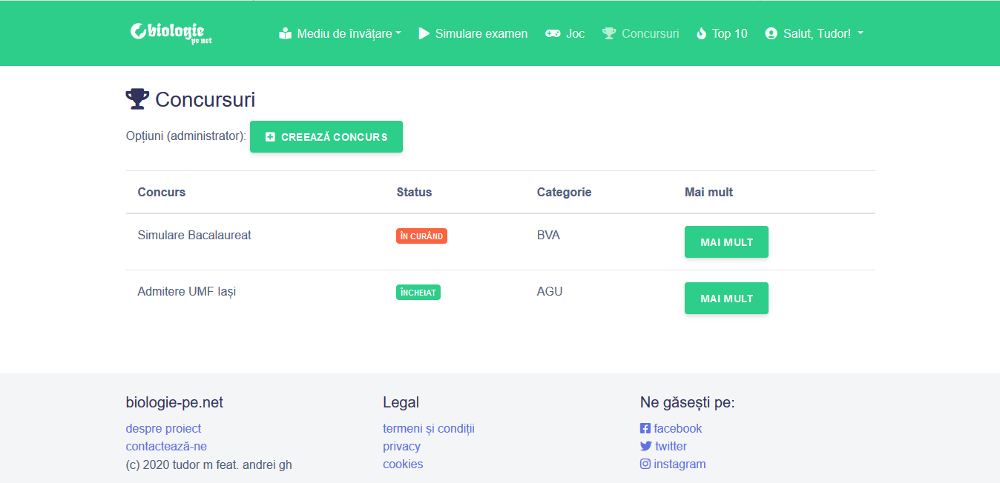 biologie
pe net
Mediu de învățare
Simulare examen
Joc
Concursuri
Top 10
Salut, Tudor!
Concursuri
Opțiuni (administrator):
CREEAZĂ CONCURS
Concurs Status Categorie Mai mult
Simulare Bacalaureat ÎN CURÂND BVA MAI MULT
Admitere UMF Iași ÎNCHEIAT AGU MAI MULT
biologie-pe.net
despre proiect
contactează-ne
(c) 2020 tudor m feat. andrei gh
Legal
termeni și condiții
privacy
cookies
Ne găsești pe:
facebook
twitter
instagram